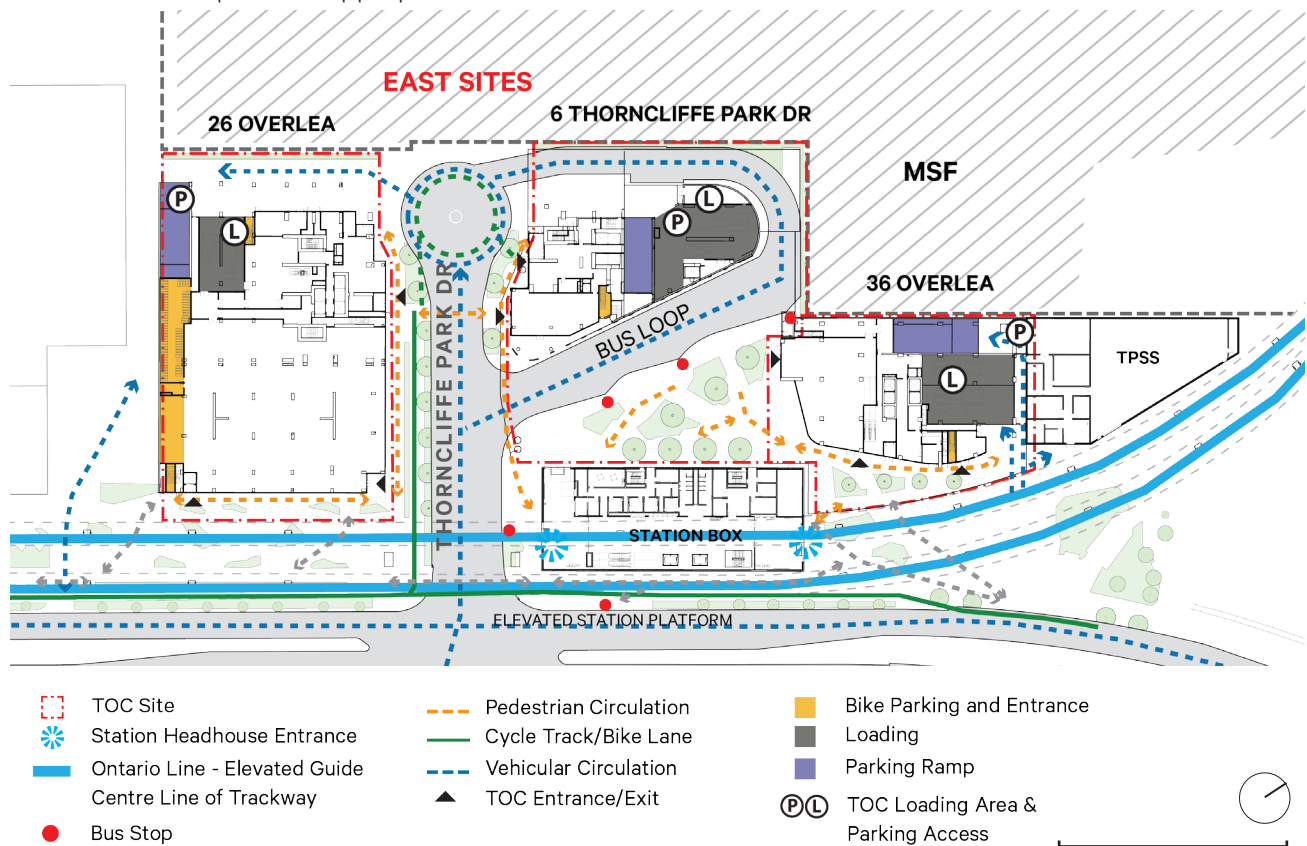 EAST SITES
26 OVERLEA
6 THORNCLIFFE PARK DR
MSF
P
L
L
P
36 OVERLEA
THORNCLIFFE PARK DR
BUS LOOP
P
TPSS
L
STATION BOX
ELEVATED STATION PLATFORM
TOC Site
Station Headhouse Entrance
Ontario Line - Elevated Guide
Centre Line of Trackway
Bus Stop
Pedestrian Circulation
Cycle Track/Bike Lane
Vehicular Circulation
TOC Entrance/Exit
Bike Parking and Entrance
Loading
Parking Ramp
P L TOC Loading Area &
Parking Access